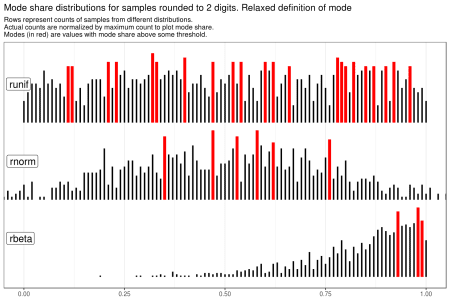 Mode share distributions for samples rounded to 2 digits. Relaxed definition of mode
Rows represent counts of samples from different distributions.
Actual counts are normalized by maximum count to plot mode share.
Modes (in red) are values with mode share above some threshold.
runif
rnorm
rbeta
0.00 0.25 0.50 0.75 1.00